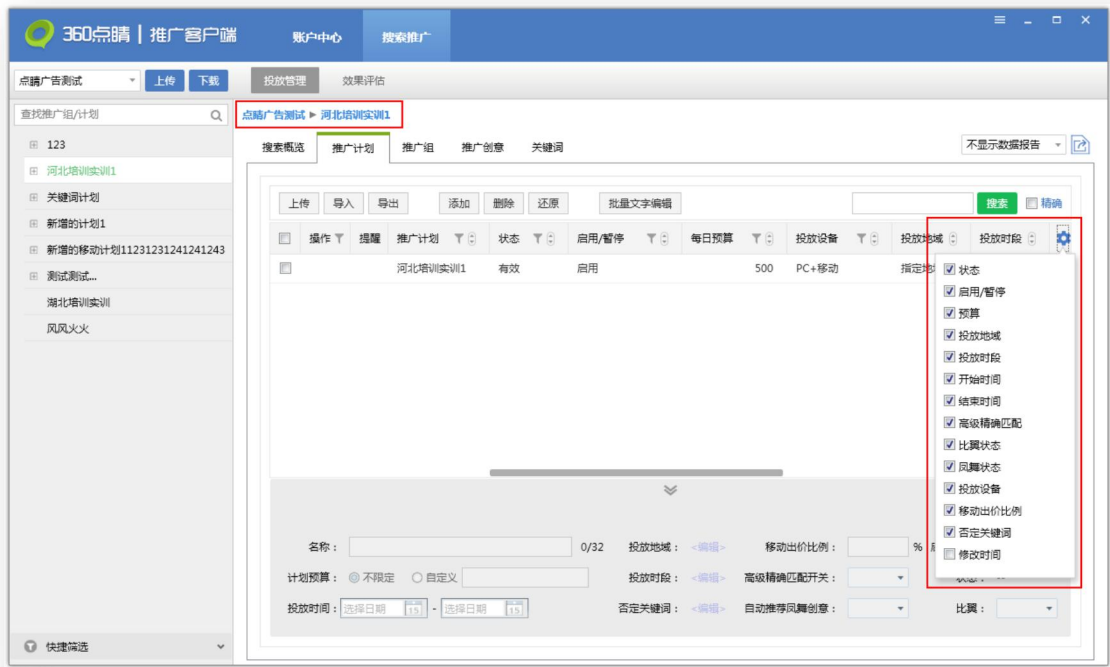 360点睛 | 推广客户端
账户中心
搜索推广
点睛广告测试
上传
下载
投放管理
效果评估
查找推广组/计划
123
河北培训实训1
关键词计划
新增的计划1
新增的移动计划11231231241241243
测试测试...
湖北培训实训
风风火火
快捷筛选
点睛广告测试 ▶ 河北培训实训1
搜索概览 推广计划 推广组 推广创意 关键词
不显示数据报告
上传 导入 导出 添加 删除 还原 批量文字编辑 搜索 精确
操作 提醒 推广计划 状态 启用/暂停 每日预算 投放设备 投放地域 投放时段
河北培训实训1 有效 启用 500 PC+移动 指定地
状态
启用/暂停
预算
投放地域
投放时段
开始时间
结束时间
高级精确匹配
比翼状态
凤舞状态
投放设备
移动出价比例
否定关键词
修改时间
名称： 0/32 投放地域： <编辑> 移动出价比例： %
计划预算： 不限定 自定义 投放时段： <编辑> 高级精确匹配开关： 状态： --
投放时间： 选择日期 15 - 选择日期 15 否定关键词： <编辑> 自动推荐凤舞创意： 比翼：